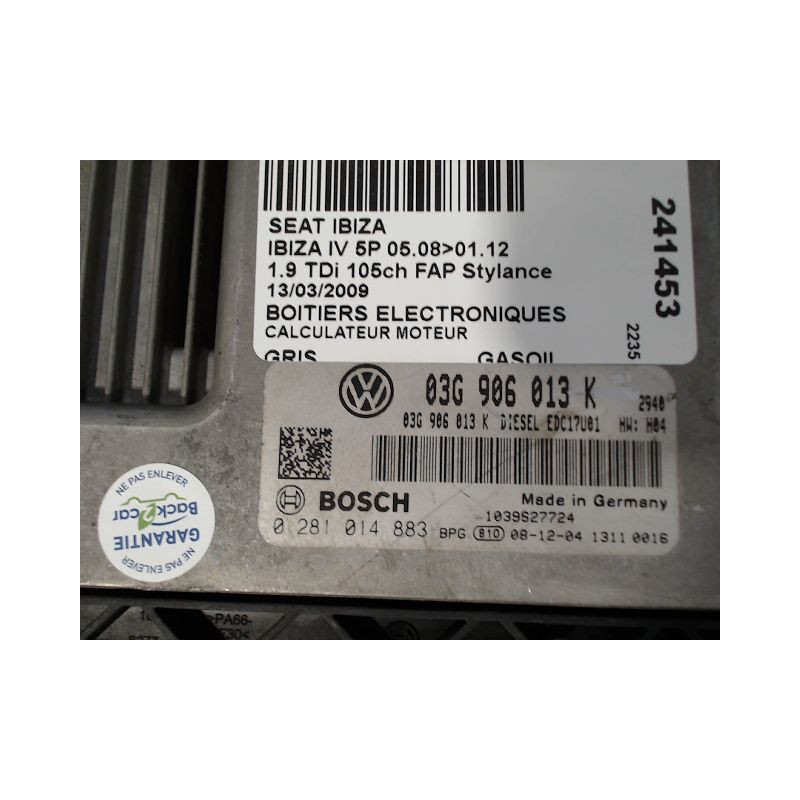 SEAT IBIZA
IBIZA IV 5P 05.08>01.12
1.9 TDi 105ch FAP Stylance
13/03/2009
BOITIERS ELECTRONIQUES
CALCULATEUR MOTEUR
GRIS GASOIL
241453
2235
03G 906 013 K 2940
03G 906 013 K DIESEL EDC17U01 HW: H04
BOSCH Made in Germany
1039S27724
0 281 014 883 BPG 810 08-12-04 1311 0016
NE PAS ENLEVER
Back2car
GARANTIE
NE PAS ENLEVER
>PA66-